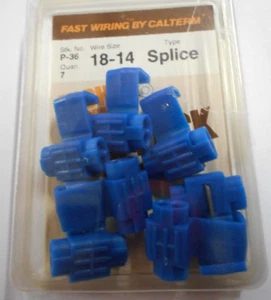 FAST WIRING BY CALTERM
Stk. No. Wire Size Type
P-36 18-14 Splice
Quan.
7